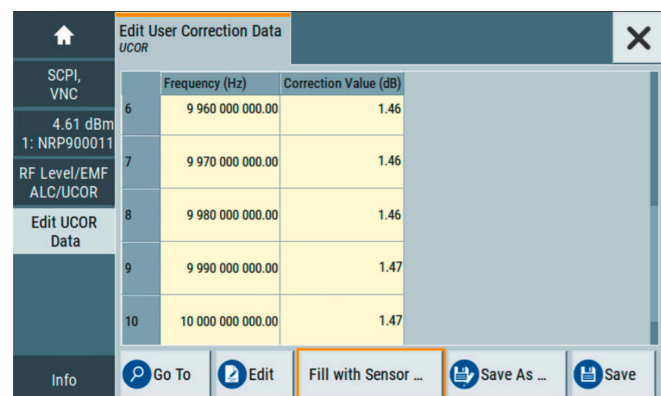 Edit User Correction Data
UCOR
SCPI,
VNC
4.61 dBm
1: NRP900011
RF Level/EMF
ALC/UCOR
Edit UCOR
Data
Info
Frequency (Hz) Correction Value (dB)
6 9 960 000 000.00 1.46
7 9 970 000 000.00 1.46
8 9 980 000 000.00 1.46
9 9 990 000 000.00 1.47
10 10 000 000 000.00 1.47
Go To Edit Fill with Sensor ... Save As ... Save